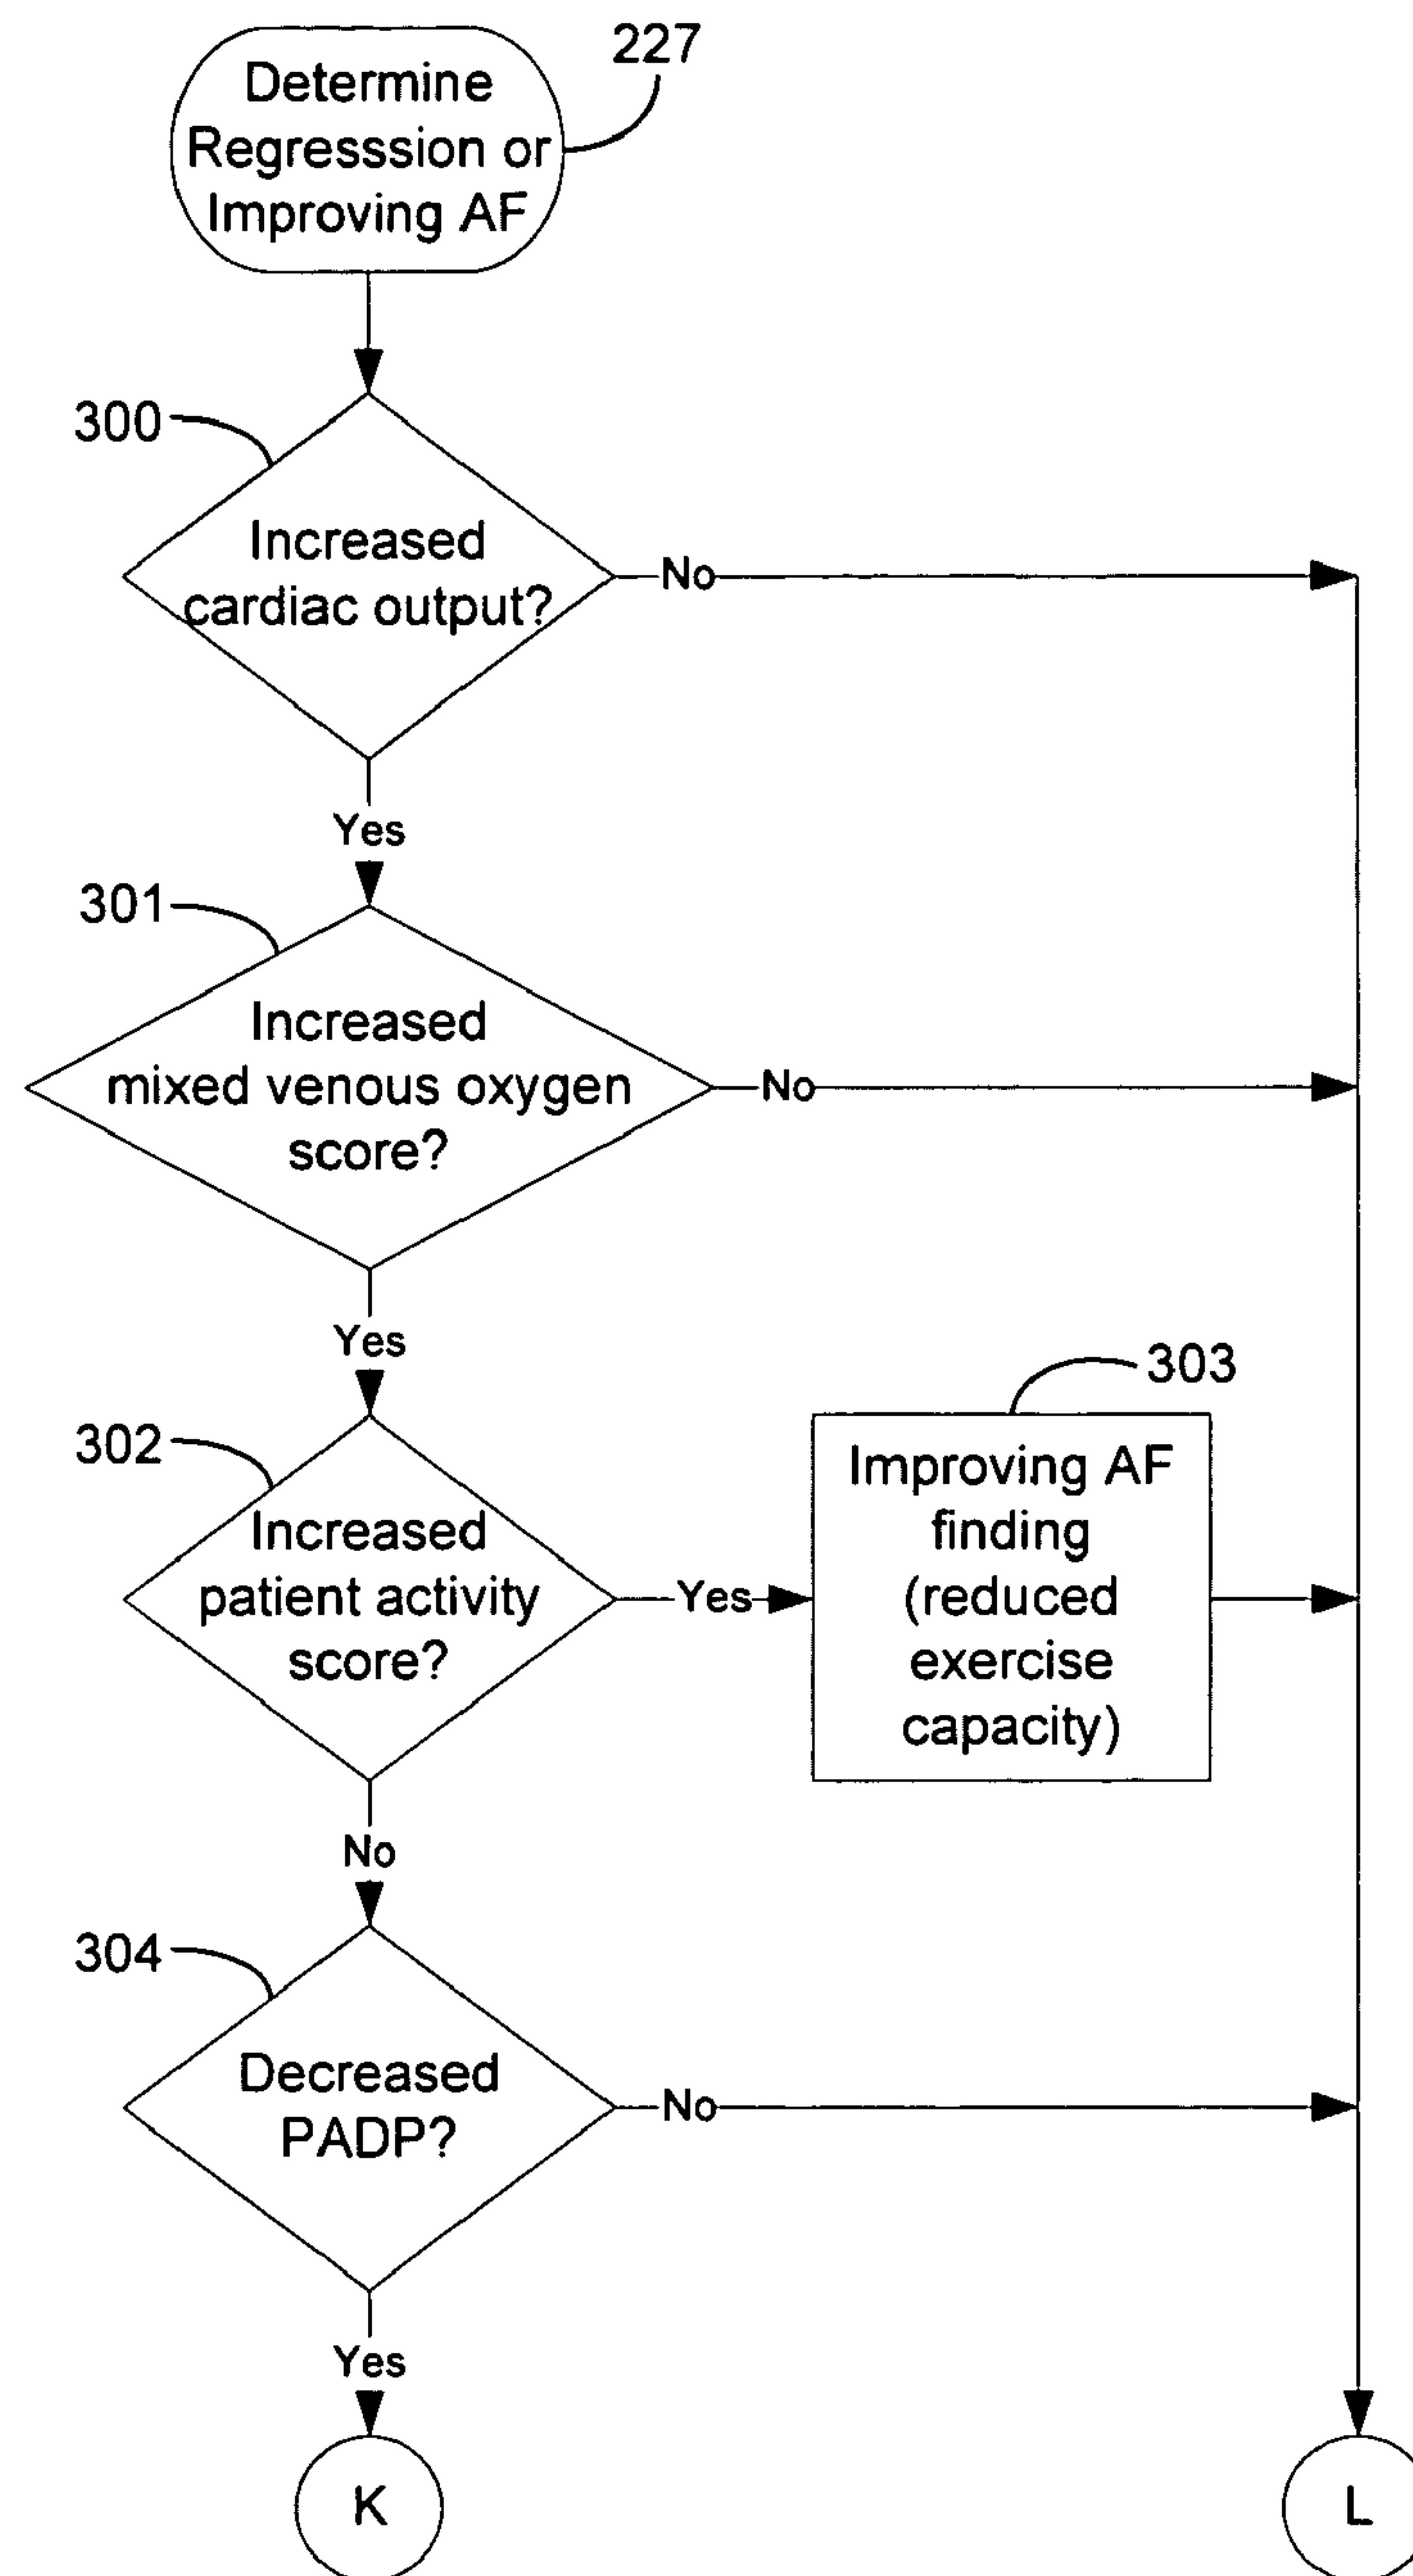 227
Determine
Regresssion or
Improving AF
300
Increased
cardiac output?
No
Yes
301
Increased
mixed venous oxygen
score?
No
Yes
302
Increased
patient activity
score?
Yes
303
Improving AF
finding
(reduced
exercise
capacity)
No
304
Decreased
PADP?
No
Yes
K
L